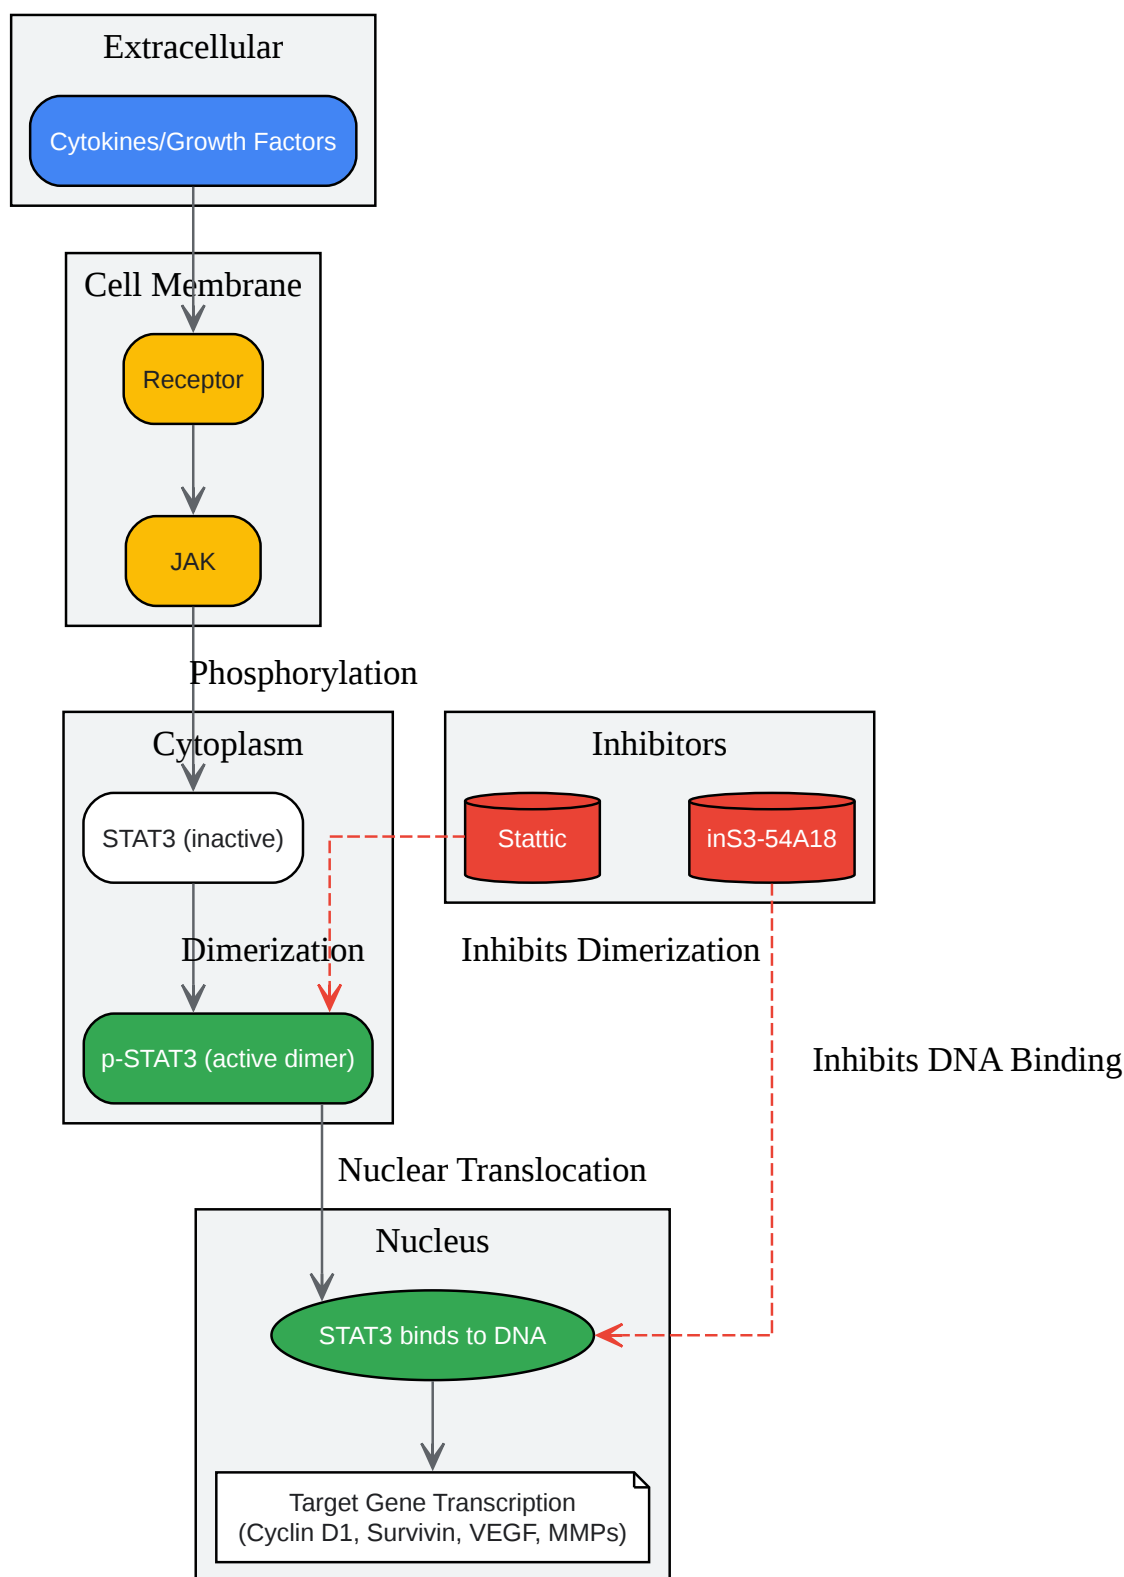 Extracellular
Cytokines/Growth Factors
Cell Membrane
Receptor
JAK
Phosphorylation
Cytoplasm
Inhibitors
STAT3 (inactive)
Stattic
inS3-54A18
Dimerization
Inhibits Dimerization
p-STAT3 (active dimer)
Inhibits DNA Binding
Nuclear Translocation
Nucleus
STAT3 binds to DNA
Target Gene Transcription
(Cyclin D1, Survivin, VEGF, MMPs)